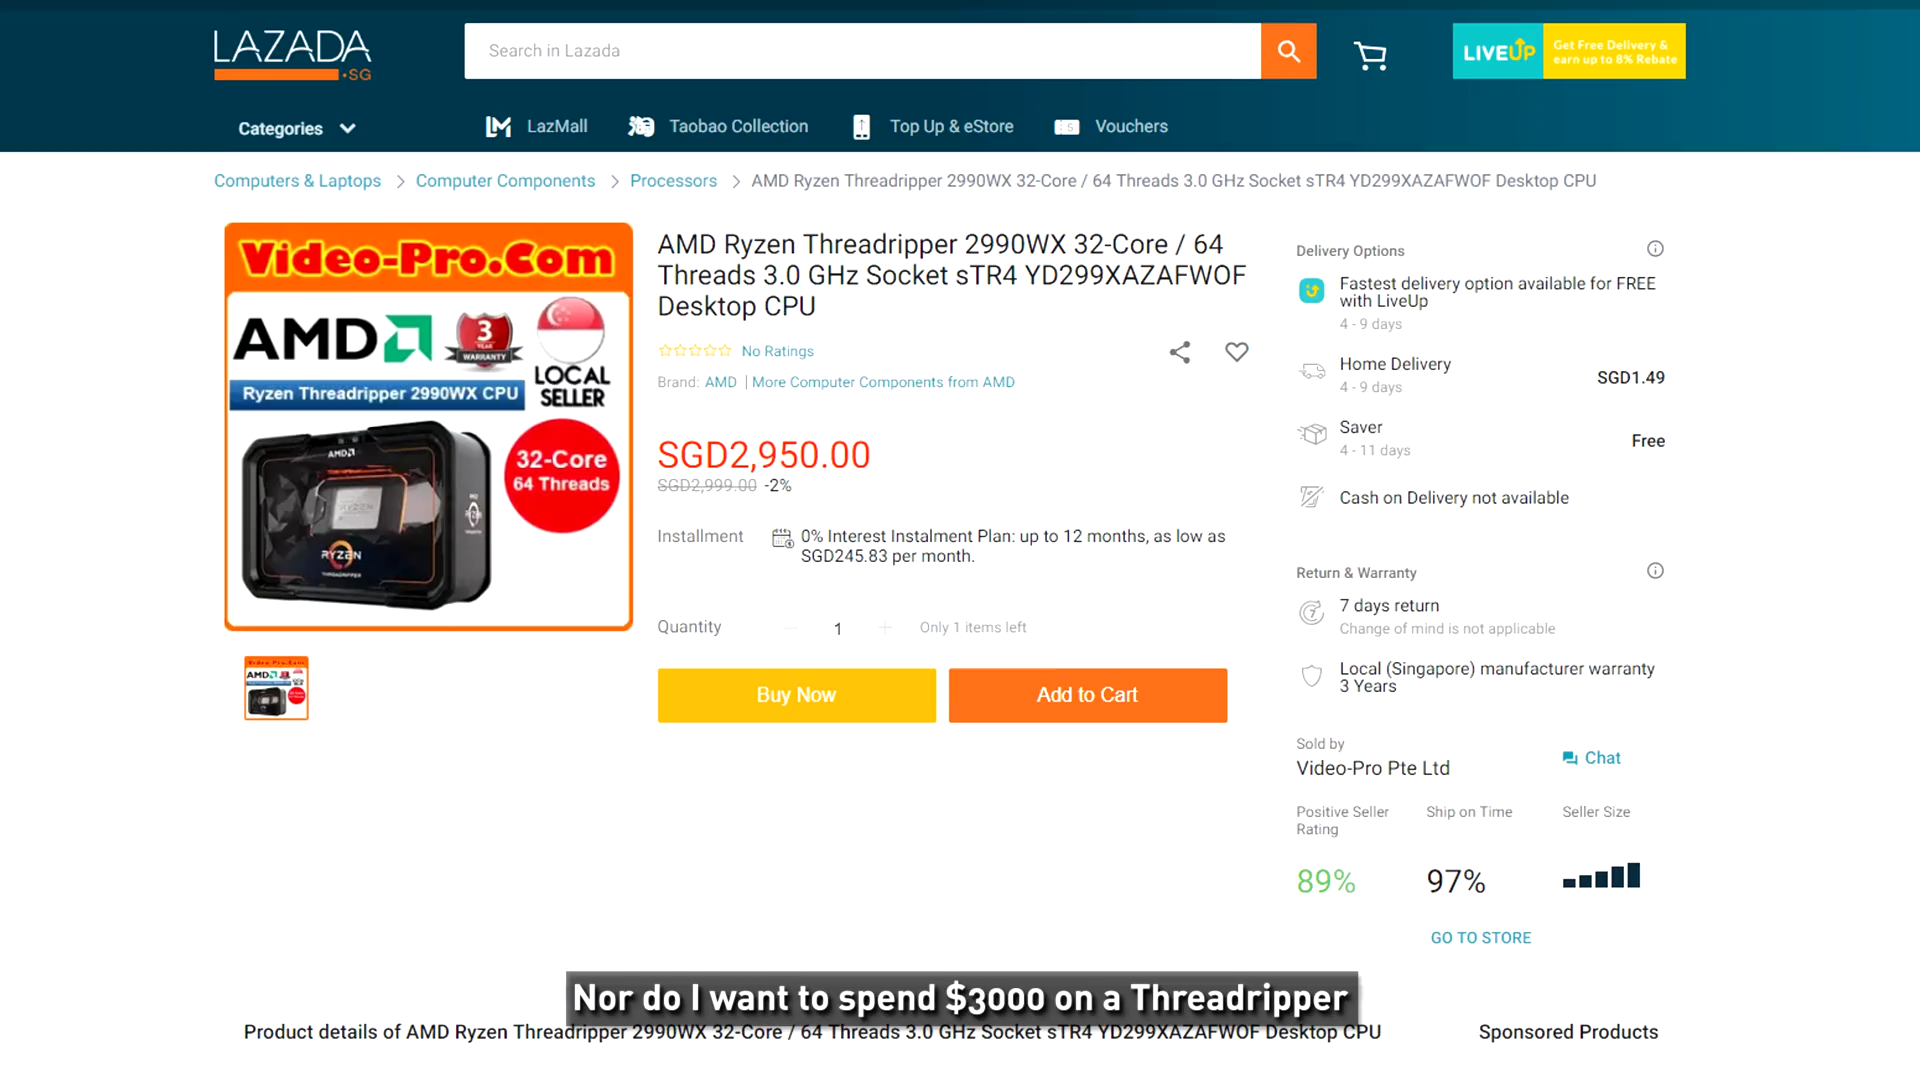 LAZADA
.SG
Search in Lazada
LIVEUP
Get Free Delivery &
earn up to 8% Rebate
Categories
LazMall
Taobao Collection
Top Up & eStore
Vouchers
Computers & Laptops > Computer Components > Processors > AMD Ryzen Threadripper 2990WX 32-Core / 64 Threads 3.0 GHz Socket sTR4 YD299XAZAFWOF Desktop CPU
Video-Pro.Com
AMD
3
YEAR
WARRANTY
LOCAL
SELLER
Ryzen Threadripper 2990WX CPU
AMD
32-Core
64 Threads
RYZEN
RYZEN
THREADRIPPER
AMD Ryzen Threadripper 2990WX 32-Core / 64
Threads 3.0 GHz Socket sTR4 YD299XAZAFWOF
Desktop CPU
No Ratings
Brand: AMD | More Computer Components from AMD
SGD2,950.00
SGD2,999.00 -2%
Installment
0% Interest Instalment Plan: up to 12 months, as low as
SGD245.83 per month.
Quantity
1
Only 1 items left
Buy Now
Add to Cart
Delivery Options
Fastest delivery option available for FREE
with LiveUp
4 - 9 days
Home Delivery
SGD1.49
4 - 9 days
Saver
Free
4 - 11 days
Cash on Delivery not available
Return & Warranty
7 days return
Change of mind is not applicable
Local (Singapore) manufacturer warranty
3 Years
Sold by
Video-Pro Pte Ltd
Chat
Positive Seller
Rating
Ship on Time
Seller Size
89%
97%
GO TO STORE
Nor do I want to spend $3000 on a Threadripper
Product details of AMD Ryzen Threadripper 2990WX 32-Core / 64 Threads 3.0 GHz Socket sTR4 YD299XAZAFWOF Desktop CPU
Sponsored Products